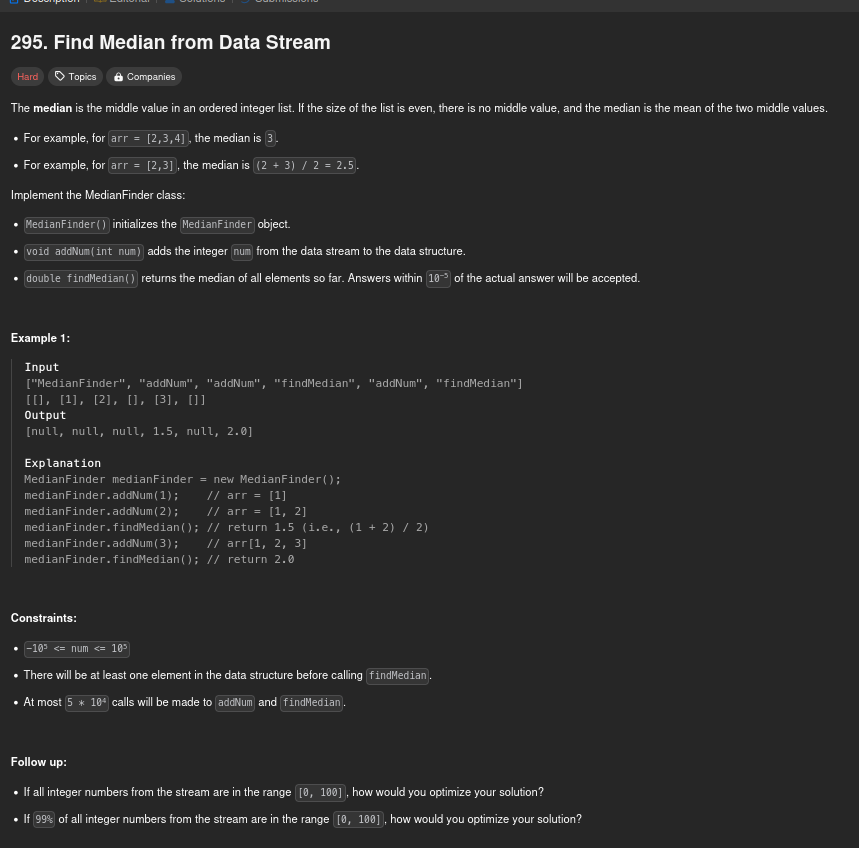 Description Editorial Solutions Submissions
295. Find Median from Data Stream
Hard Topics Companies
The median is the middle value in an ordered integer list. If the size of the list is even, there is no middle value, and the median is the mean of the two middle values.
• For example, for arr = [2,3,4], the median is 3.
• For example, for arr = [2,3], the median is (2 + 3) / 2 = 2.5.
Implement the MedianFinder class:
• MedianFinder() initializes the MedianFinder object.
• void addNum(int num) adds the integer num from the data stream to the data structure.
• double findMedian() returns the median of all elements so far. Answers within 10⁻⁵ of the actual answer will be accepted.
Example 1:
Input
["MedianFinder", "addNum", "addNum", "findMedian", "addNum", "findMedian"]
[[], [1], [2], [], [3], []]
Output
[null, null, null, 1.5, null, 2.0]
Explanation
MedianFinder medianFinder = new MedianFinder();
medianFinder.addNum(1);    // arr = [1]
medianFinder.addNum(2);    // arr = [1, 2]
medianFinder.findMedian(); // return 1.5 (i.e., (1 + 2) / 2)
medianFinder.addNum(3);    // arr[1, 2, 3]
medianFinder.findMedian(); // return 2.0
Constraints:
• −10⁵ <= num <= 10⁵
• There will be at least one element in the data structure before calling findMedian.
• At most 5 * 10⁴ calls will be made to addNum and findMedian.
Follow up:
• If all integer numbers from the stream are in the range [0, 100], how would you optimize your solution?
• If 99% of all integer numbers from the stream are in the range [0, 100], how would you optimize your solution?